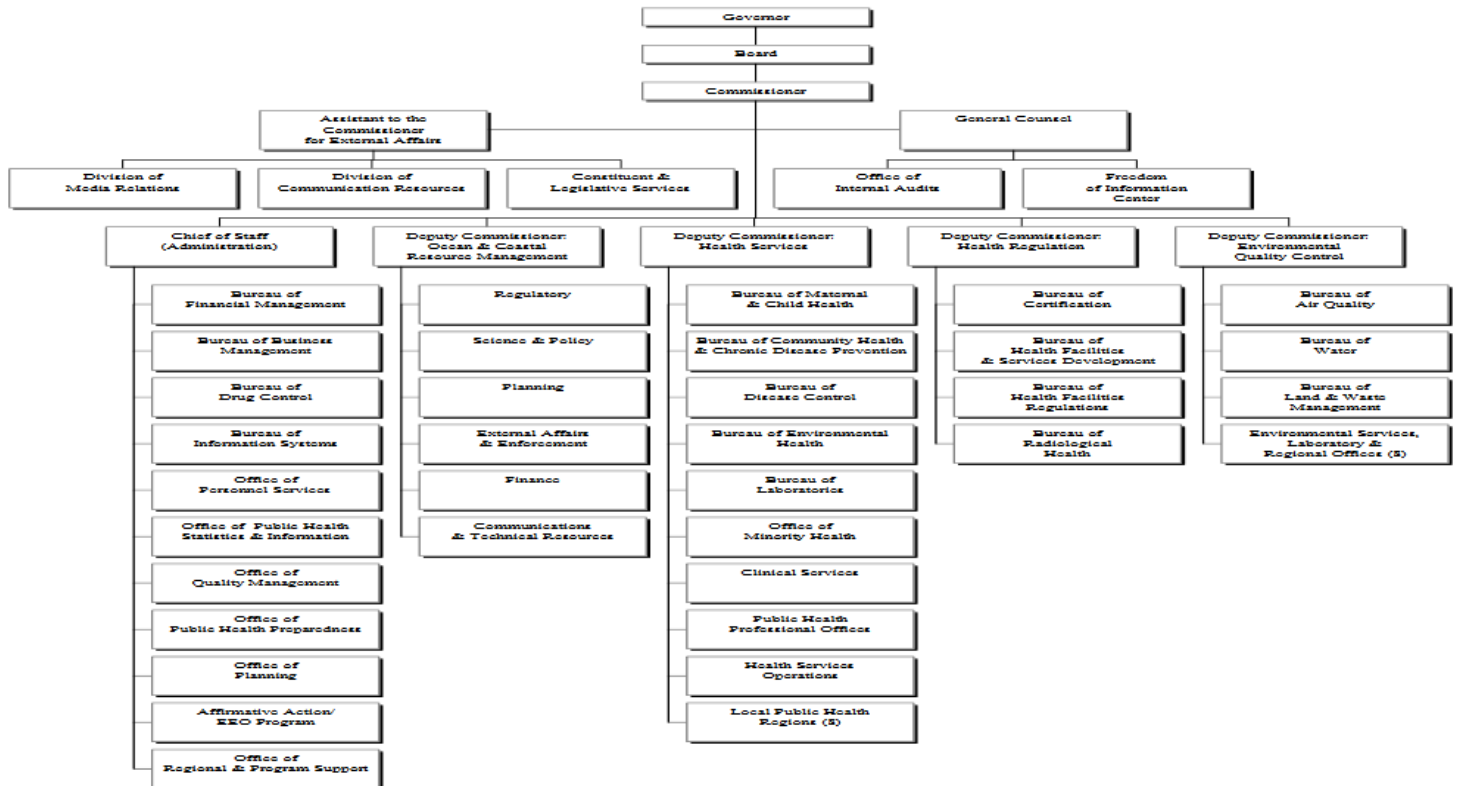 Governor
Board
Commissioner
Assistant to the
Commissioner
for External Affairs
General Counsel
Division of
Media Relations
Division of
Communication Resources
Constituent &
Legislative Services
Office of
Internal Audits
Freedom
of Information
Center
Chief of Staff
(Administration)
Deputy Commissioner:
Ocean & Coastal
Resource Management
Deputy Commissioner:
Health Services
Deputy Commissioner:
Health Regulation
Deputy Commissioner:
Environmental
Quality Control
Bureau of
Financial Management
Bureau of Business
Management
Bureau of
Drug Control
Bureau of
Information Systems
Office of
Personnel Services
Office of Public Health
Statistics & Information
Office of
Quality Management
Office of
Public Health Preparedness
Office of
Planning
Affirmative Action/
EEO Program
Office of
Regional & Program Support
Regulatory
Science & Policy
Planning
External Affairs
& Enforcement
Finance
Communications
& Technical Resources
Bureau of Maternal
& Child Health
Bureau of Community Health
& Chronic Disease Prevention
Bureau of
Disease Control
Bureau of Environmental
Health
Bureau of
Laboratories
Office of
Minority Health
Clinical Services
Public Health
Professional Offices
Health Services
Operations
Local Public Health
Regions (8)
Bureau of
Certification
Bureau of
Health Facilities
& Services Development
Bureau of
Health Facilities
Regulations
Bureau of
Radiological
Health
Bureau of
Air Quality
Bureau of
Water
Bureau of
Land & Waste
Management
Environmental Services,
Laboratory &
Regional Offices (8)